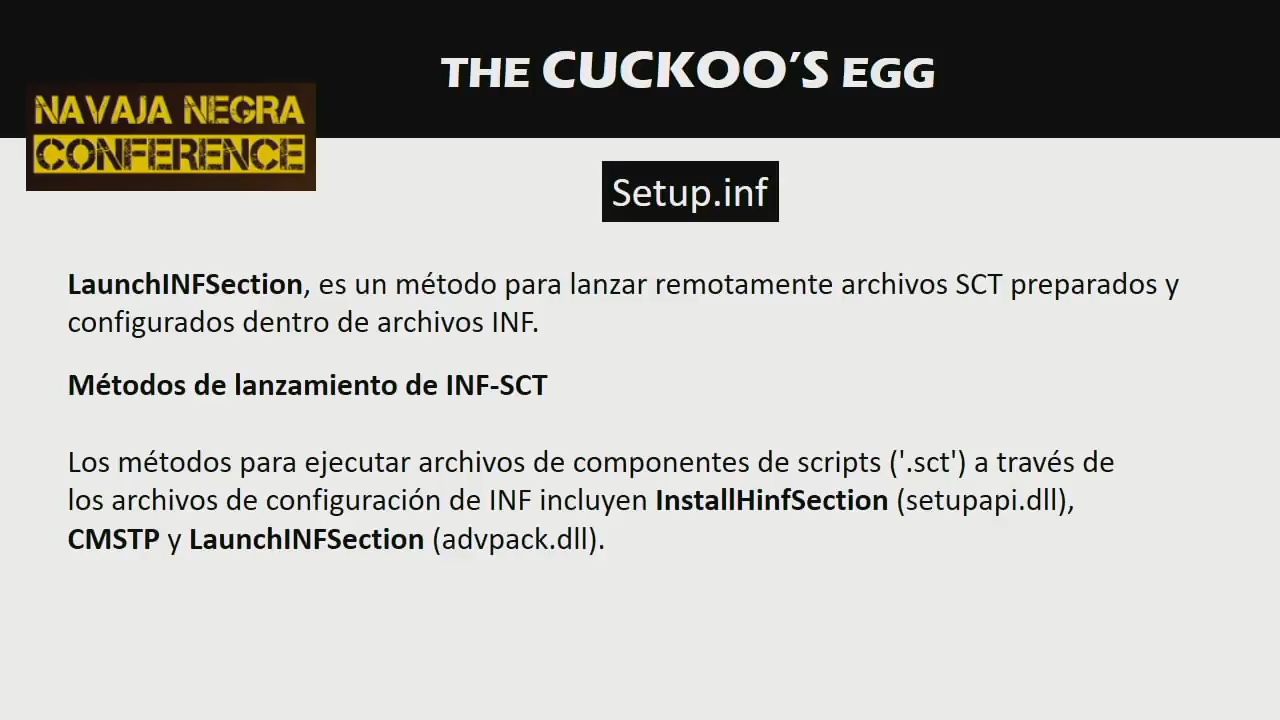 THE CUCKOO'S EGG
NAVAJA NEGRA
CONFERENCE
Setup.inf
LaunchINFSection, es un método para lanzar remotamente archivos SCT preparados y
configurados dentro de archivos INF.
Métodos de lanzamiento de INF-SCT
Los métodos para ejecutar archivos de componentes de scripts ('.sct') a través de
los archivos de configuración de INF incluyen InstallHinfSection (setupapi.dll),
CMSTP y LaunchINFSection (advpack.dll).